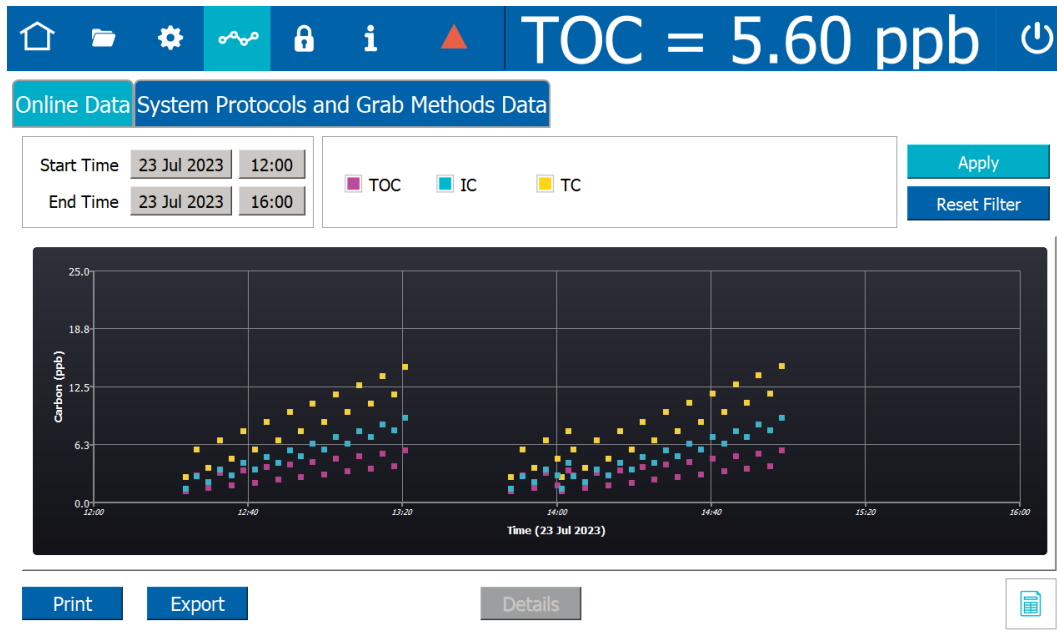 TOC = 5.60 ppb
Online Data System Protocols and Grab Methods Data
Start Time 23 Jul 2023 12:00
End Time 23 Jul 2023 16:00
TOC IC TC
Apply
Reset Filter
25.0
18.8
12.5
6.3
0.0
Carbon (ppb)
12:00 12:40 13:20 14:00 14:40 15:20 16:00
Time (23 Jul 2023)
Print Export Details